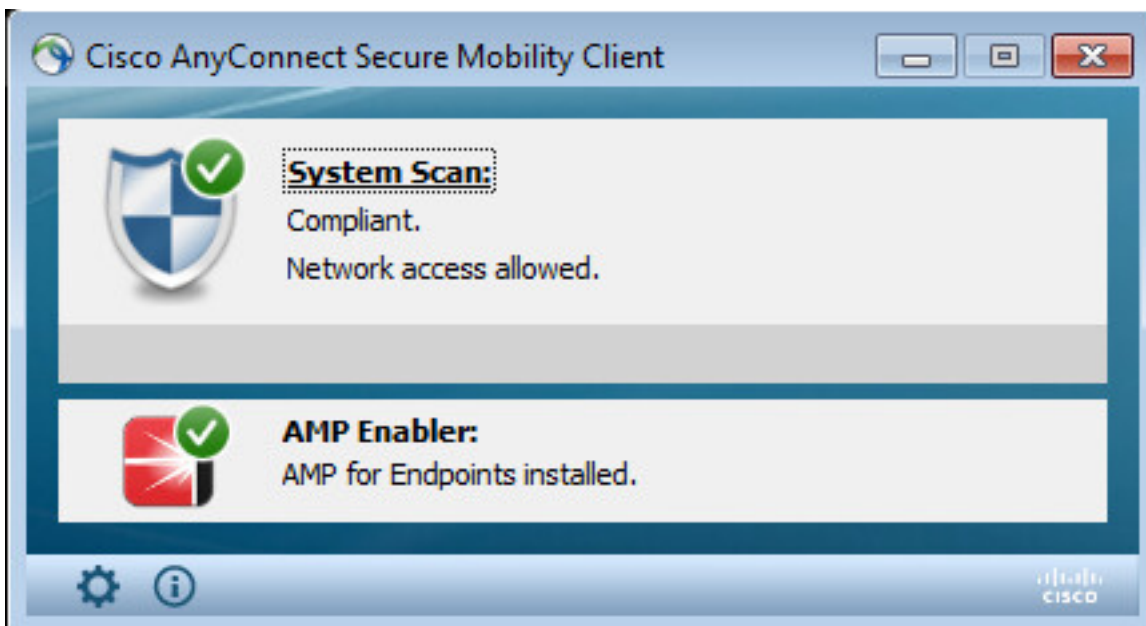 Cisco AnyConnect Secure Mobility Client
System Scan:
Compliant.
Network access allowed.
AMP Enabler:
AMP for Endpoints installed.
CISCO